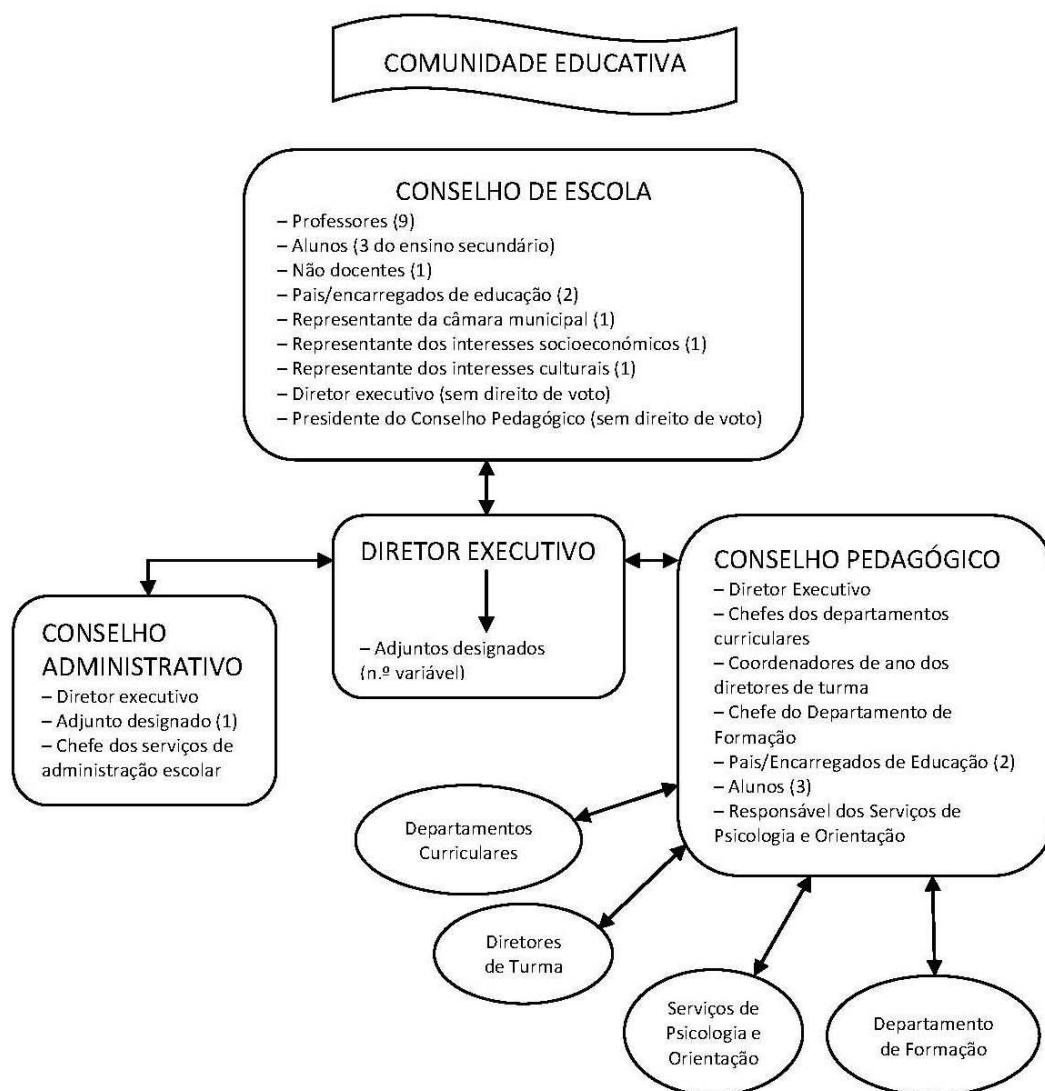 COMUNIDADE EDUCATIVA
CONSELHO DE ESCOLA
– Professores (9)
– Alunos (3 do ensino secundário)
– Não docentes (1)
– Pais/encarregados de educação (2)
– Representante da câmara municipal (1)
– Representante dos interesses socioeconómicos (1)
– Representante dos interesses culturais (1)
– Diretor executivo (sem direito de voto)
– Presidente do Conselho Pedagógico (sem direito de voto)
DIRETOR EXECUTIVO
– Adjuntos designados
(n.º variável)
CONSELHO
ADMINISTRATIVO
– Diretor executivo
– Adjunto designado (1)
– Chefe dos serviços de
administração escolar
CONSELHO PEDAGÓGICO
– Diretor Executivo
– Chefes dos departamentos
curriculares
– Coordenadores de ano dos
diretores de turma
– Chefe do Departamento de
Formação
– Pais/Encarregados de Educação (2)
– Alunos (3)
– Responsável dos Serviços de
Psicologia e Orientação
Departamentos
Curriculares
Diretores
de Turma
Serviços de
Psicologia e
Orientação
Departamento
de Formação